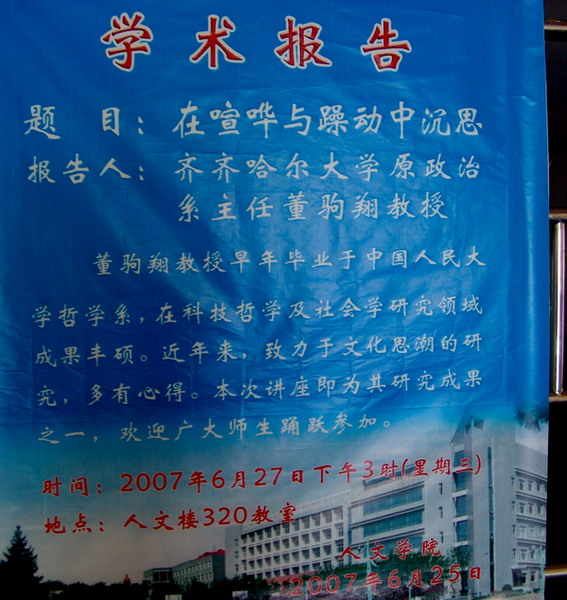 学术报告
题 目：在喧哗与躁动中沉思
报告人：齐齐哈尔大学原政治
系主任董驹翔教授
董驹翔教授早年毕业于中国人民大
学哲学系，在科技哲学及社会学研究领域
成果丰硕。近年来，致力于文化思潮的研
究，多有心得。本次讲座即为其研究成果
之一，欢迎广大师生踊跃参加。
时间：2007年6月27日下午3时(星期三)
地点：人文楼320教室
人文学院
2007年6月25日